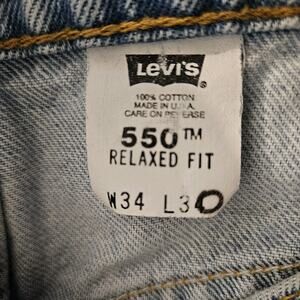 LEVI'S
®
100% COTTON
MADE IN U.S.A.
CARE ON REVERSE
550™
RELAXED FIT
W34 L30